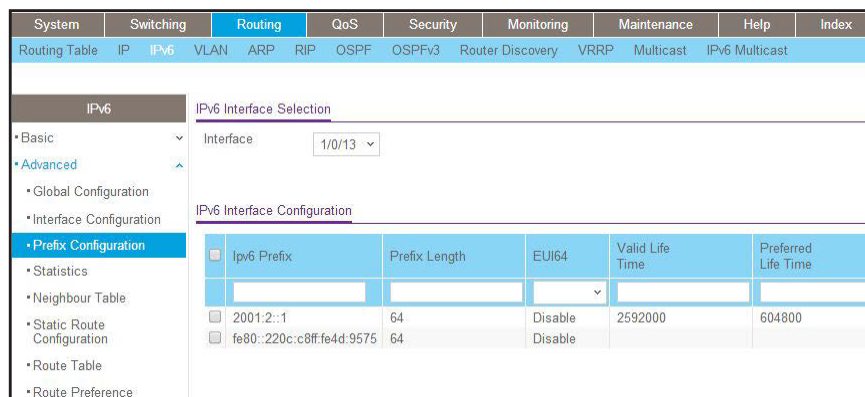 System Switching Routing QoS Security Monitoring Maintenance Help Index
Routing Table IP IPv6 VLAN ARP RIP OSPF OSPFv3 Router Discovery VRRP Multicast IPv6 Multicast
IPv6
Basic
Advanced
Global Configuration
Interface Configuration
Prefix Configuration
Statistics
Neighbour Table
Static Route
Configuration
Route Table
Route Preference
IPv6 Interface Selection
Interface 1/0/13
IPv6 Interface Configuration
Ipv6 Prefix Prefix Length EUI64 Valid Life Time Preferred Life Time
2001:2::1 64 Disable 2592000 604800
fe80::220c:c8ff:fe4d:9575 64 Disable